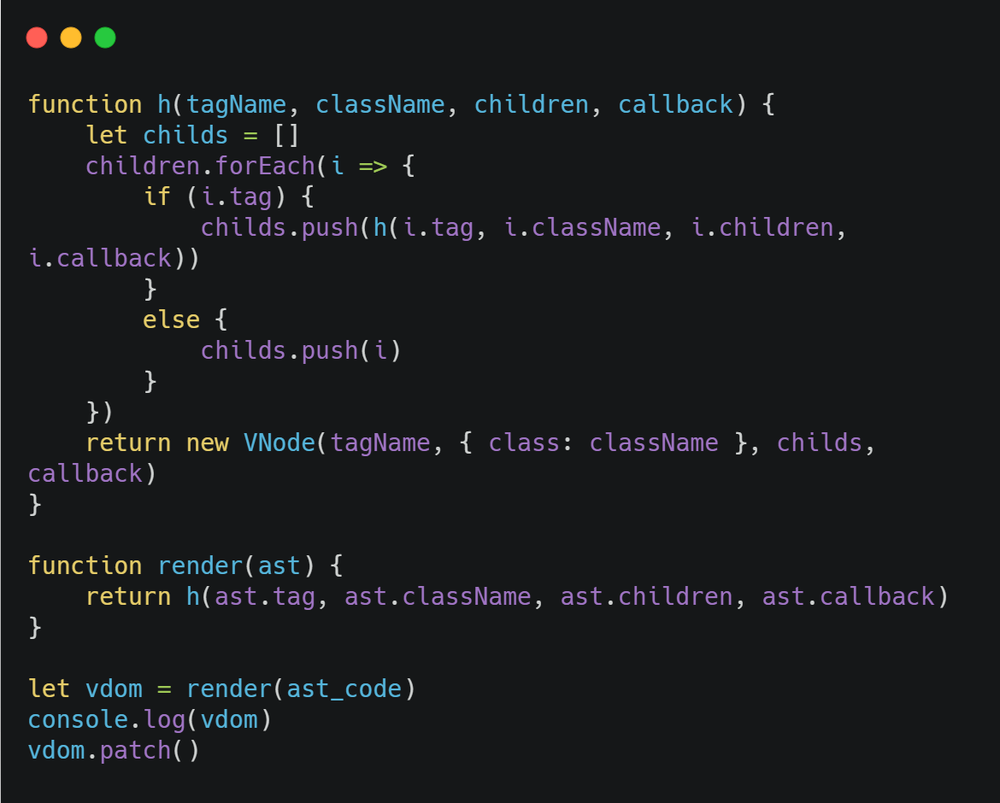 function h(tagName, className, children, callback) {
    let childs = []
    children.forEach(i => {
        if (i.tag) {
            childs.push(h(i.tag, i.className, i.children,
i.callback))
        }
        else {
            childs.push(i)
        }
    })
    return new VNode(tagName, { class: className }, childs,
callback)
}

function render(ast) {
    return h(ast.tag, ast.className, ast.children, ast.callback)
}

let vdom = render(ast_code)
console.log(vdom)
vdom.patch()